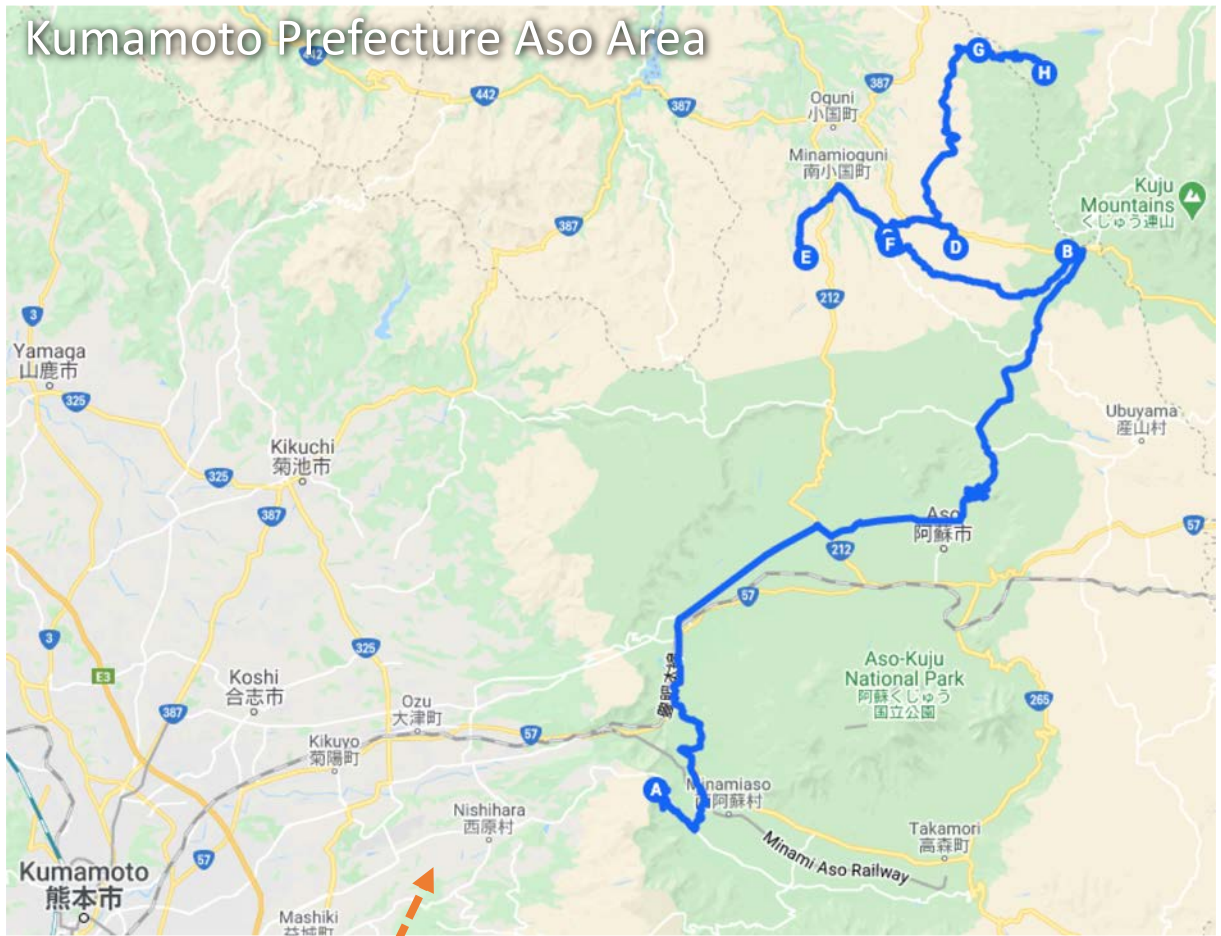 Kumamoto Prefecture Aso Area
442
442
387
387
Oguni
小国町
Minamioguni
南小国町
G
H
Kuju
Mountains
くじゅう連山
387
E
F
D
B
212
3
Yamaga
山鹿市
325
Ubuyama
産山村
Kikuchi
菊池市
325
387
Aso
阿蘇市
57
212
57
3
325
E3
Koshi
合志市
Aso-Kuju
National Park
阿蘇くじゅう
国立公園
265
387
Ozu
大津町
57
Kikuyo
菊陽町
A
Minamiaso
阿蘇村
Nishihara
西原村
Takamori
高森町
Minami Aso Railway
57
Kumamoto
熊本市
Mashiki